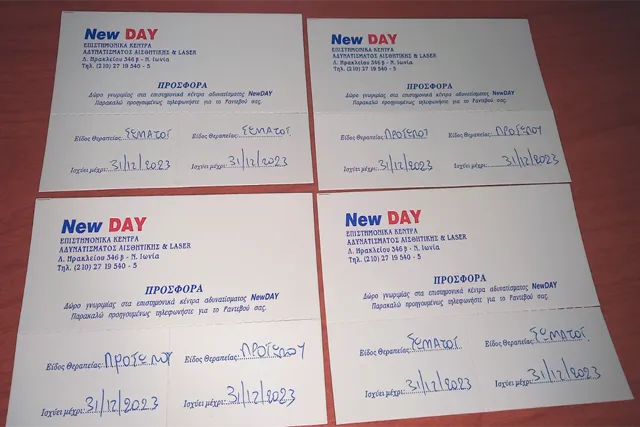 New DAY
ΕΠΙΣΤΗΜΟΝΙΚΑ ΚΕΝΤΡΑ
ΑΔΥΝΑΤΙΣΜΑΤΟΣ ΑΙΣΘΗΤΙΚΗΣ & LASER
Λ. Ηρακλείου 346 β - Ν. Ιωνία
Τηλ. (210) 27 19 540 - 5
ΠΡΟΣΦΟΡΑ
Δώρο γνωριμίας στα επιστημονικά κέντρα αδυνατίσματος NewDAY
Παρακαλώ προηγουμένως τηλεφωνήστε για το Ραντεβού σας.
Είδος Θεραπείας: ΣΩΜΑΤΟΣ Είδος Θεραπείας: ΣΩΜΑΤΟΣ
Ισχύει μέχρι: 31/12/2023 Ισχύει μέχρι: 31/12/2023
New DAY
ΕΠΙΣΤΗΜΟΝΙΚΑ ΚΕΝΤΡΑ
ΑΔΥΝΑΤΙΣΜΑΤΟΣ ΑΙΣΘΗΤΙΚΗΣ & LASER
Λ. Ηρακλείου 346 β - Ν. Ιωνία
Τηλ. (210) 27 19 540 - 5
ΠΡΟΣΦΟΡΑ
Δώρο γνωριμίας στα επιστημονικά κέντρα αδυνατίσματος NewDAY
Παρακαλώ προηγουμένως τηλεφωνήστε για το Ραντεβού σας.
Είδος Θεραπείας: ΠΡΟΣΩΠΟΥ Είδος Θεραπείας: ΠΡΟΣΩΠΟΥ
Ισχύει μέχρι: 31/12/2023 Ισχύει μέχρι: 31/12/2023
New DAY
ΕΠΙΣΤΗΜΟΝΙΚΑ ΚΕΝΤΡΑ
ΑΔΥΝΑΤΙΣΜΑΤΟΣ ΑΙΣΘΗΤΙΚΗΣ & LASER
Λ. Ηρακλείου 346 β - Ν. Ιωνία
Τηλ. (210) 27 19 540 - 5
ΠΡΟΣΦΟΡΑ
Δώρο γνωριμίας στα επιστημονικά κέντρα αδυνατίσματος NewDAY
Παρακαλώ προηγουμένως τηλεφωνήστε για το Ραντεβού σας.
Είδος Θεραπείας: ΠΡΟΣΩΠΟΥ Είδος Θεραπείας: ΠΡΟΣΩΠΟΥ
Ισχύει μέχρι: 31/12/2023 Ισχύει μέχρι: 31/12/2023
New DAY
ΕΠΙΣΤΗΜΟΝΙΚΑ ΚΕΝΤΡΑ
ΑΔΥΝΑΤΙΣΜΑΤΟΣ ΑΙΣΘΗΤΙΚΗΣ & LASER
Λ. Ηρακλείου 346 β - Ν. Ιωνία
Τηλ. (210) 27 19 540 - 5
ΠΡΟΣΦΟΡΑ
Δώρο γνωριμίας στα επιστημονικά κέντρα αδυνατίσματος NewDAY
Παρακαλώ προηγουμένως τηλεφωνήστε για το Ραντεβού σας.
Είδος Θεραπείας: ΣΩΜΑΤΟΣ Είδος Θεραπείας: ΣΩΜΑΤΟΣ
Ισχύει μέχρι: 31/12/2023 Ισχύει μέχρι: 31/12/2023